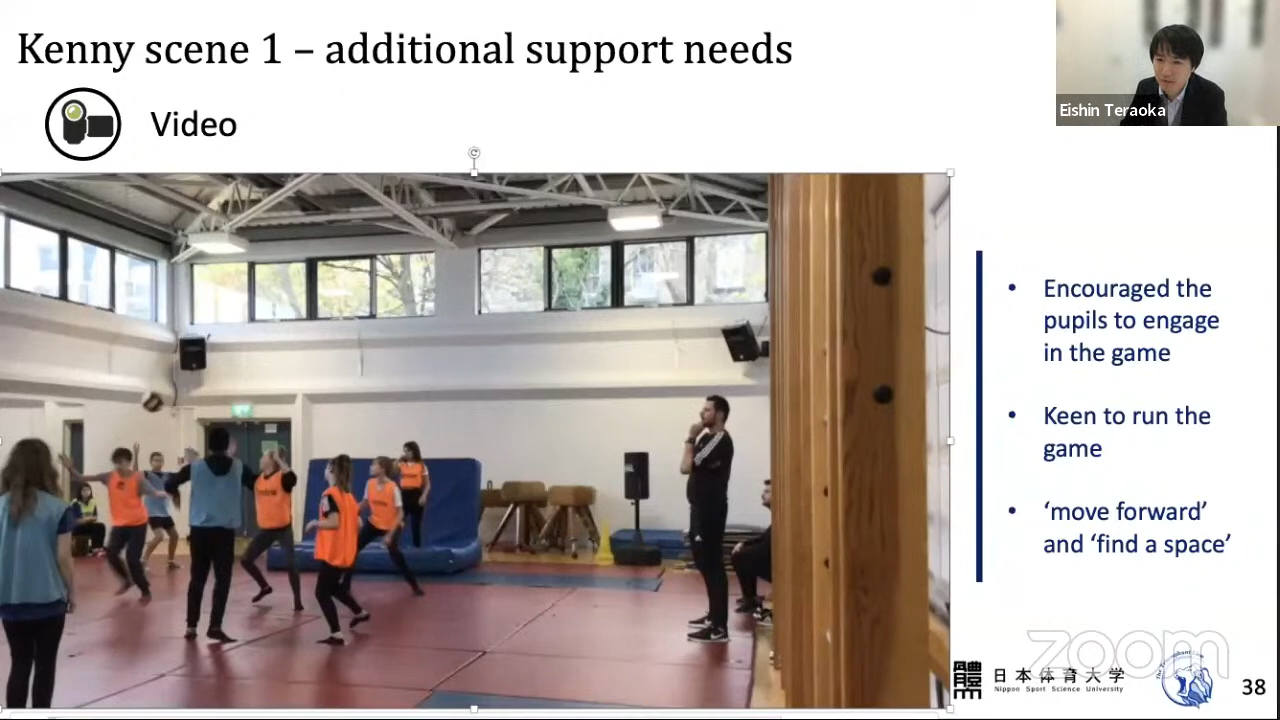 Kenny scene 1 – additional support needs
Video
Eishin Teraoka
• Encouraged the
pupils to engage
in the game
• Keen to run the
game
• ‘move forward’
and ‘find a space’
zoom
日本体育大学
Nippon Sport Science University
38